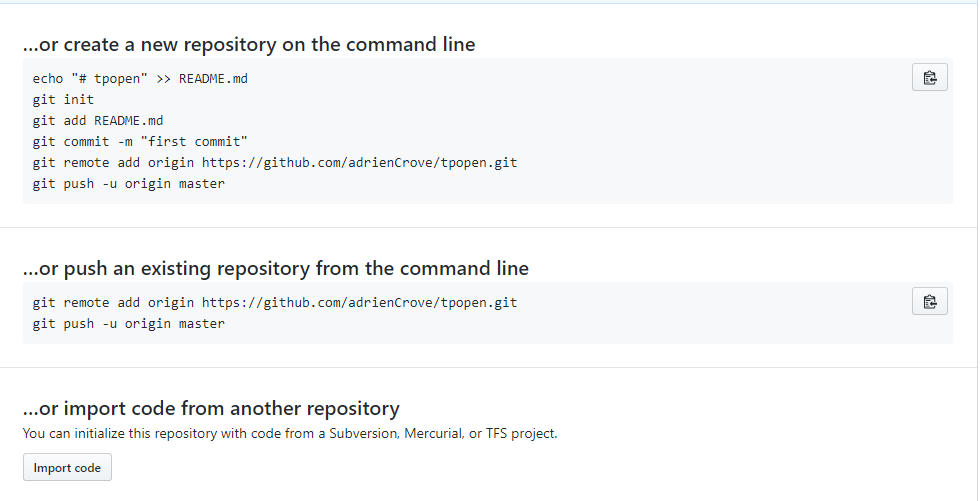 ...or create a new repository on the command line
echo "# tpopen" >> README.md
git init
git add README.md
git commit -m "first commit"
git remote add origin https://github.com/adrienCrove/tpopen.git
git push -u origin master
...or push an existing repository from the command line
git remote add origin https://github.com/adrienCrove/tpopen.git
git push -u origin master
...or import code from another repository
You can initialize this repository with code from a Subversion, Mercurial, or TFS project.
Import code